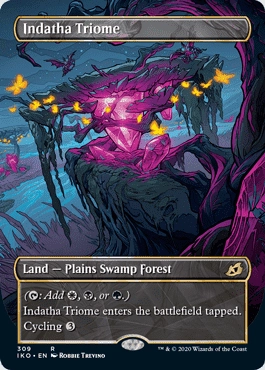 Indatha Triome
Land — Plains Swamp Forest
(: Add , , or .)
Indatha Triome enters the battlefield tapped.
Cycling 3
309 R
IKO • EN Robbie Trevino ™ & © 2020 Wizards of the Coast